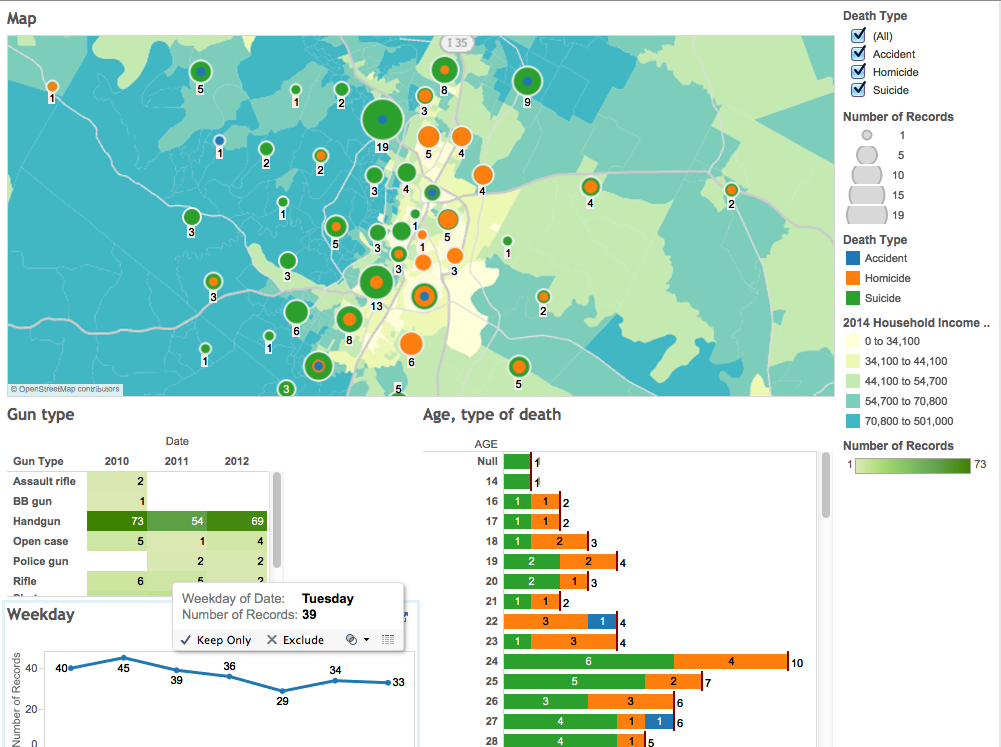 Map
I 35
5
1
1
2
8
3
9
19
1
2
2
5
4
3
4
4
4
2
1
3
1
5
3
1
5
1
3
3
3
1
3
13
2
6
8
1
1
6
5
3
5
© OpenStreetMap contributors
Death Type
(All)
Accident
Homicide
Suicide
Number of Records
1
5
10
15
19
Death Type
Accident
Homicide
Suicide
2014 Household Income ..
0 to 34,100
34,100 to 44,100
44,100 to 54,700
54,700 to 70,800
70,800 to 501,000
Number of Records
1 73
Gun type
Date
Gun Type 2010 2011 2012
Assault rifle 2
BB gun 1
Handgun 73 54 69
Open case 5 1 4
Police gun 2 2
Rifle 6 5 2
Weekday
Weekday of Date: Tuesday
Number of Records: 39
Keep Only Exclude
Number of Records
40
20
0
40 45 39 36 29 34 33
Age, type of death
AGE
Null 1
14 1
16 1 1 2
17 1 1 2
18 1 2 3
19 2 2 4
20 2 1 3
21 1 1 2
22 3 1 4
23 1 3 4
24 6 4 10
25 5 2 7
26 3 3 6
27 4 1 1 6
28 4 1 5